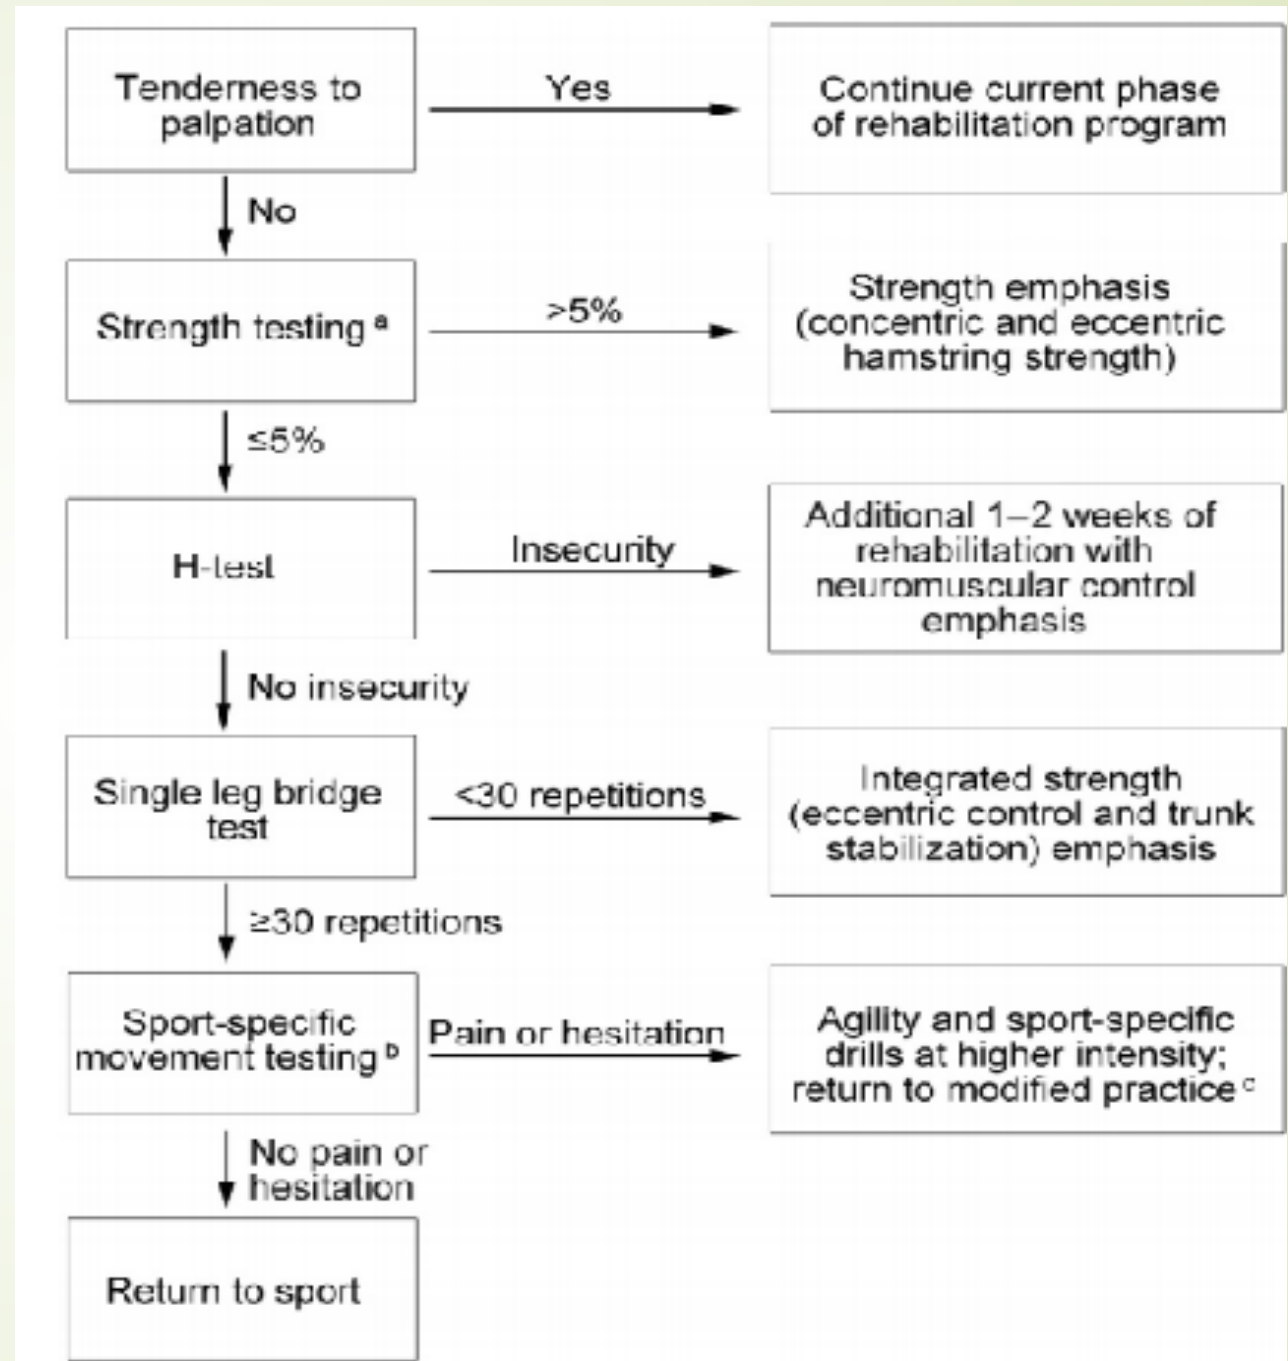 Tenderness to
palpation
Yes
Continue current phase
of rehabilitation program
No
Strength testing a
>5%
Strength emphasis
(concentric and eccentric
hamstring strength)
≤5%
H-test
Insecurity
Additional 1–2 weeks of
rehabilitation with
neuromuscular control
emphasis
No insecurity
Single leg bridge
test
<30 repetitions
Integrated strength
(eccentric control and trunk
stabilization) emphasis
≥30 repetitions
Sport-specific
movement testing b
Pain or hesitation
Agility and sport-specific
drills at higher intensity;
return to modified practice c
No pain or
hesitation
Return to sport